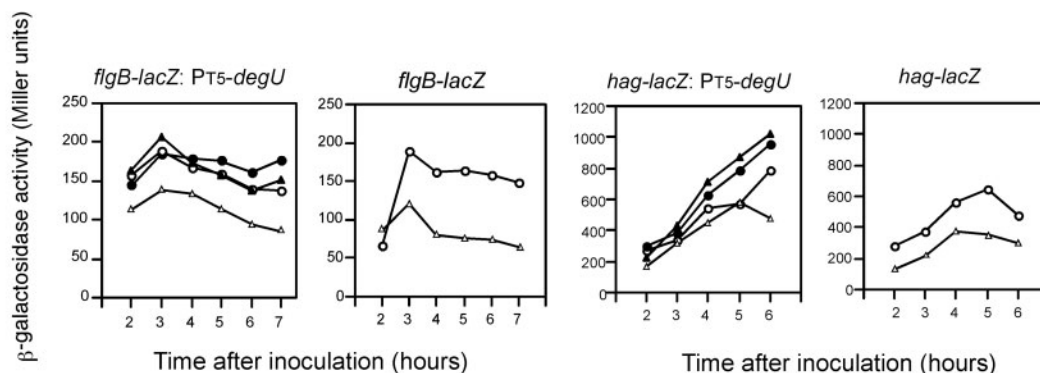 β-galactosidase activity (Miller units)
flgB-lacZ: PT5-degU
250
200
150
100
50
0
2 3 4 5 6 7
flgB-lacZ
250
200
150
100
50
0
2 3 4 5 6 7
Time after inoculation (hours)
hag-lacZ: PT5-degU
1200
1000
800
600
400
200
0
2 3 4 5 6
hag-lacZ
1200
1000
800
600
400
200
0
2 3 4 5 6
Time after inoculation (hours)